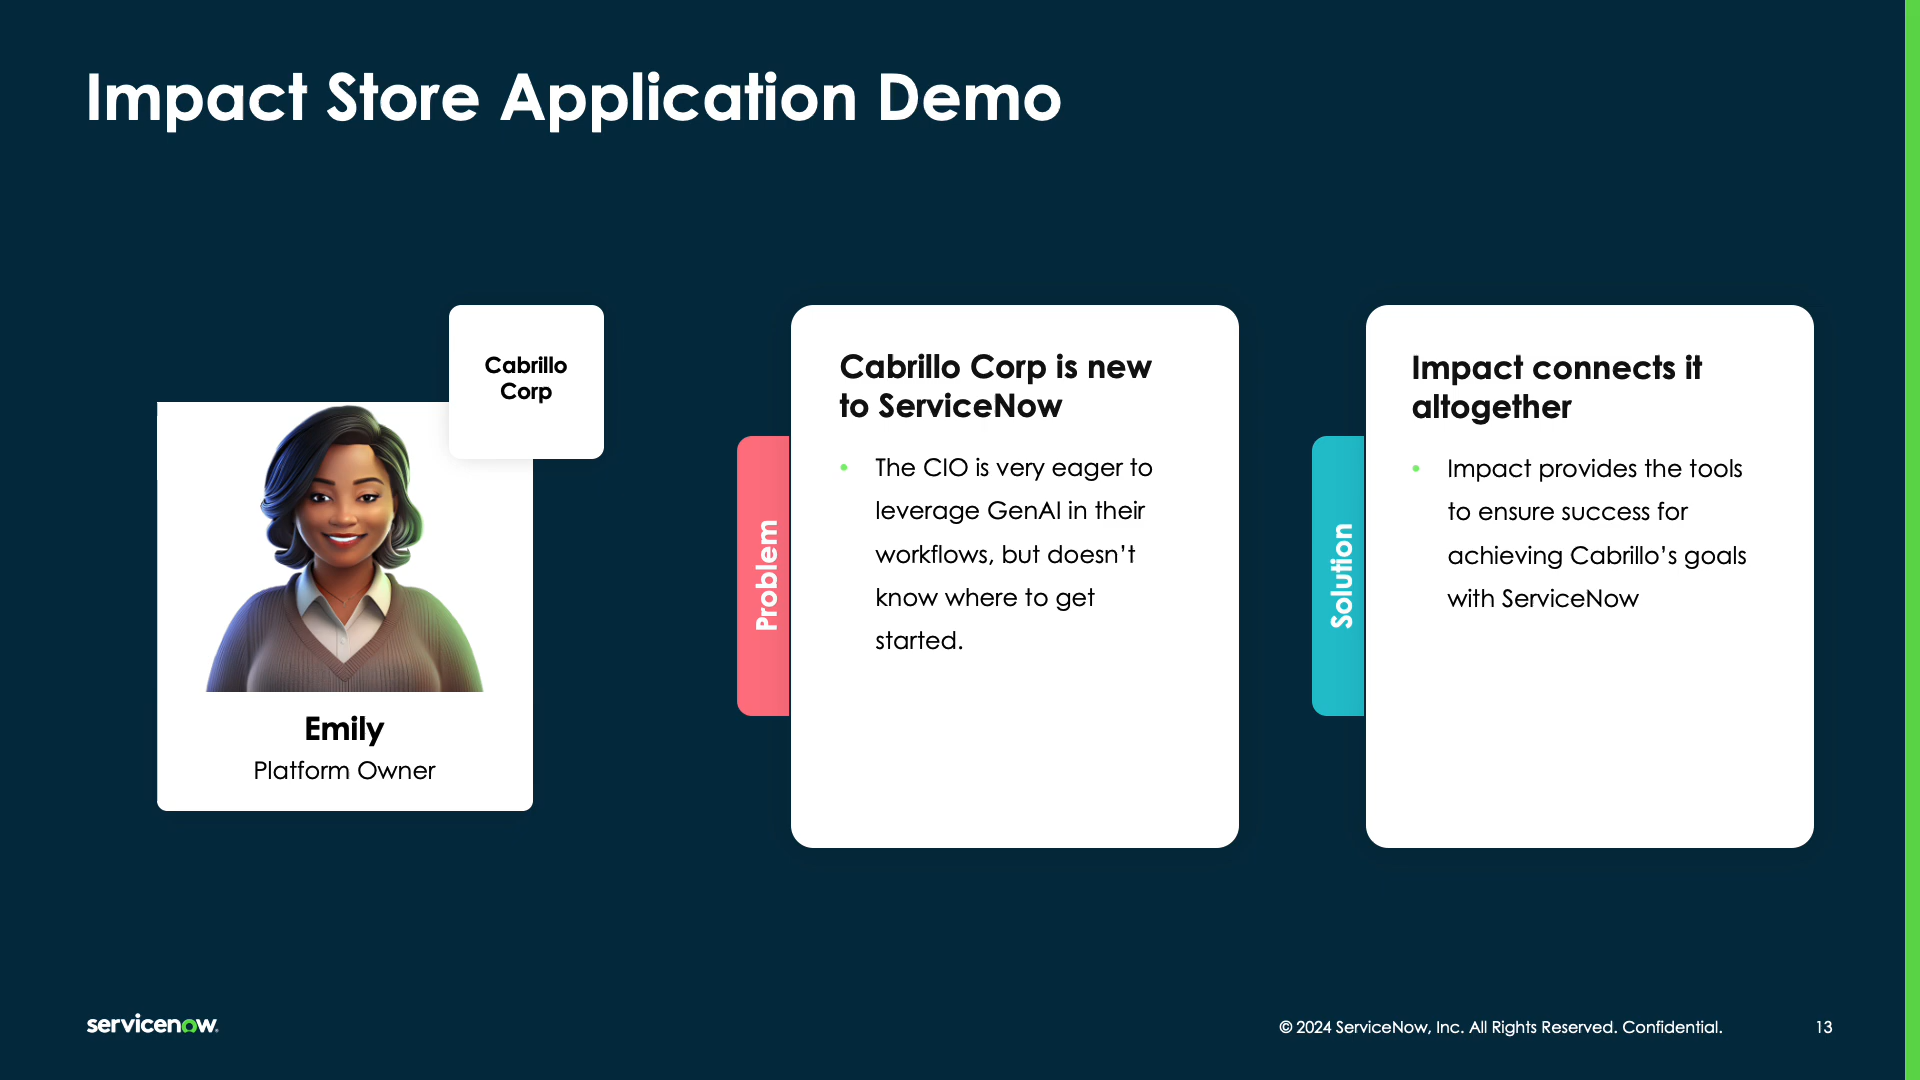 Impact Store Application Demo
Cabrillo
Corp
Emily
Platform Owner
Problem
Cabrillo Corp is new
to ServiceNow
• The CIO is very eager to
leverage GenAI in their
workflows, but doesn’t
know where to get
started.
Solution
Impact connects it
altogether
• Impact provides the tools
to ensure success for
achieving Cabrillo’s goals
with ServiceNow
servicenow.
© 2024 ServiceNow, Inc. All Rights Reserved. Confidential.
13